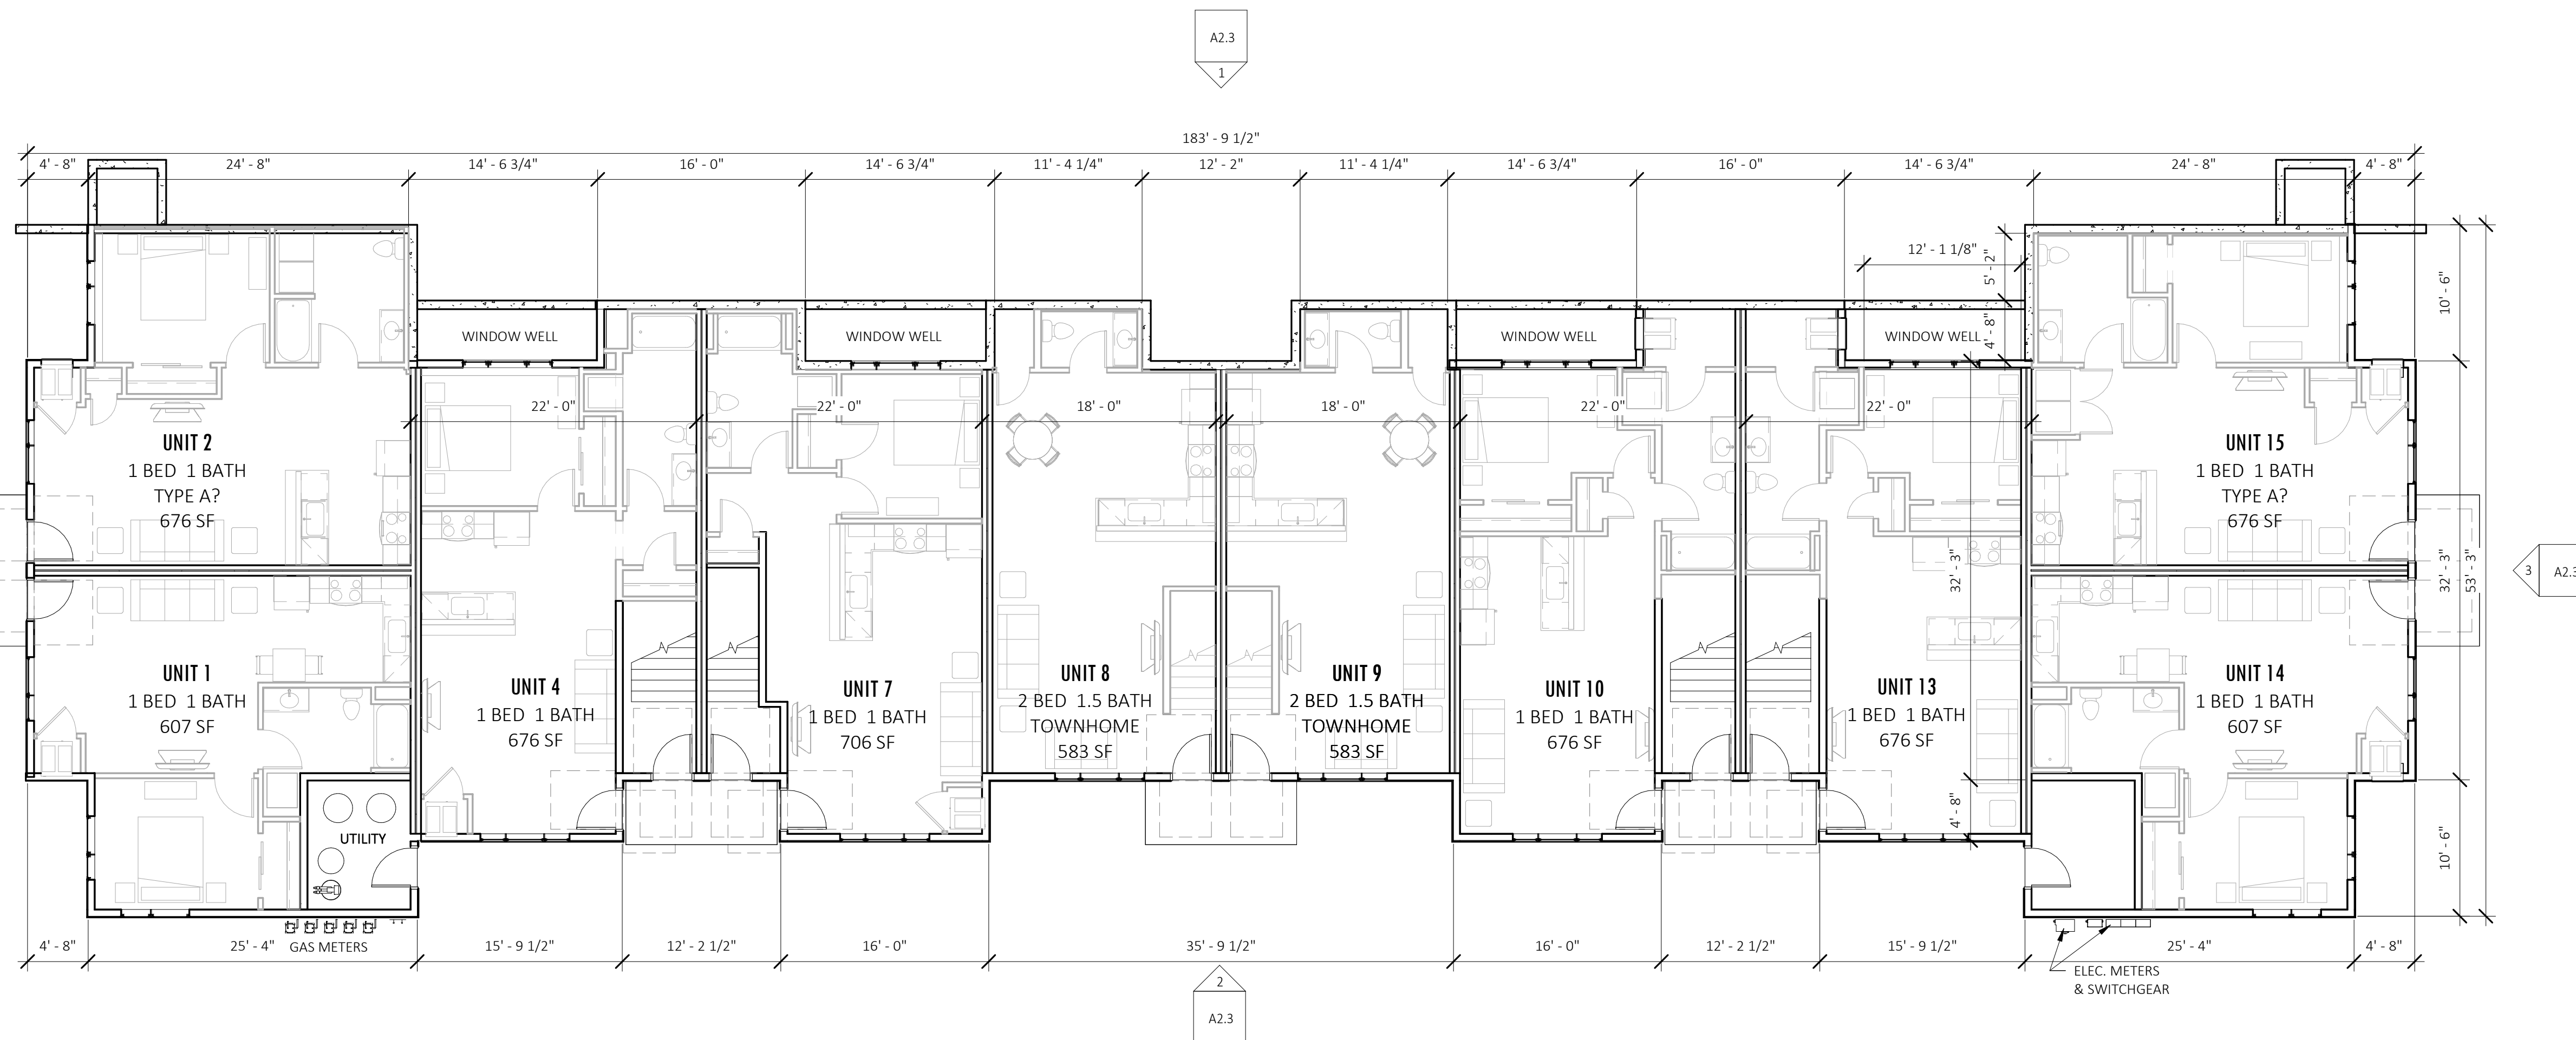 A2.3
1
183' - 9 1/2"
4' - 8"
24' - 8"
14' - 6 3/4"
16' - 0"
14' - 6 3/4"
11' - 4 1/4"
12' - 2"
11' - 4 1/4"
14' - 6 3/4"
16' - 0"
14' - 6 3/4"
24' - 8"
4' - 8"
12' - 1 1/8"
5' - 2"
4' - 8"
10' - 6"
WINDOW WELL
WINDOW WELL
WINDOW WELL
WINDOW WELL
22' - 0"
22' - 0"
18' - 0"
18' - 0"
22' - 0"
22' - 0"
UNIT 2
1 BED 1 BATH
TYPE A?
676 SF
UNIT 15
1 BED 1 BATH
TYPE A?
676 SF
32' - 3"
32' - 3"
53' - 3"
3
A2.3
UNIT 1
1 BED 1 BATH
607 SF
UNIT 4
1 BED 1 BATH
676 SF
UNIT 7
1 BED 1 BATH
706 SF
UNIT 8
2 BED 1.5 BATH
TOWNHOME
583 SF
UNIT 9
2 BED 1.5 BATH
TOWNHOME
583 SF
UNIT 10
1 BED 1 BATH
676 SF
UNIT 13
1 BED 1 BATH
676 SF
UNIT 14
1 BED 1 BATH
607 SF
4' - 8"
10' - 6"
UTILITY
GAS METERS
4' - 8"
25' - 4"
15' - 9 1/2"
12' - 2 1/2"
16' - 0"
35' - 9 1/2"
16' - 0"
12' - 2 1/2"
15' - 9 1/2"
25' - 4"
4' - 8"
ELEC. METERS
& SWITCHGEAR
2
A2.3